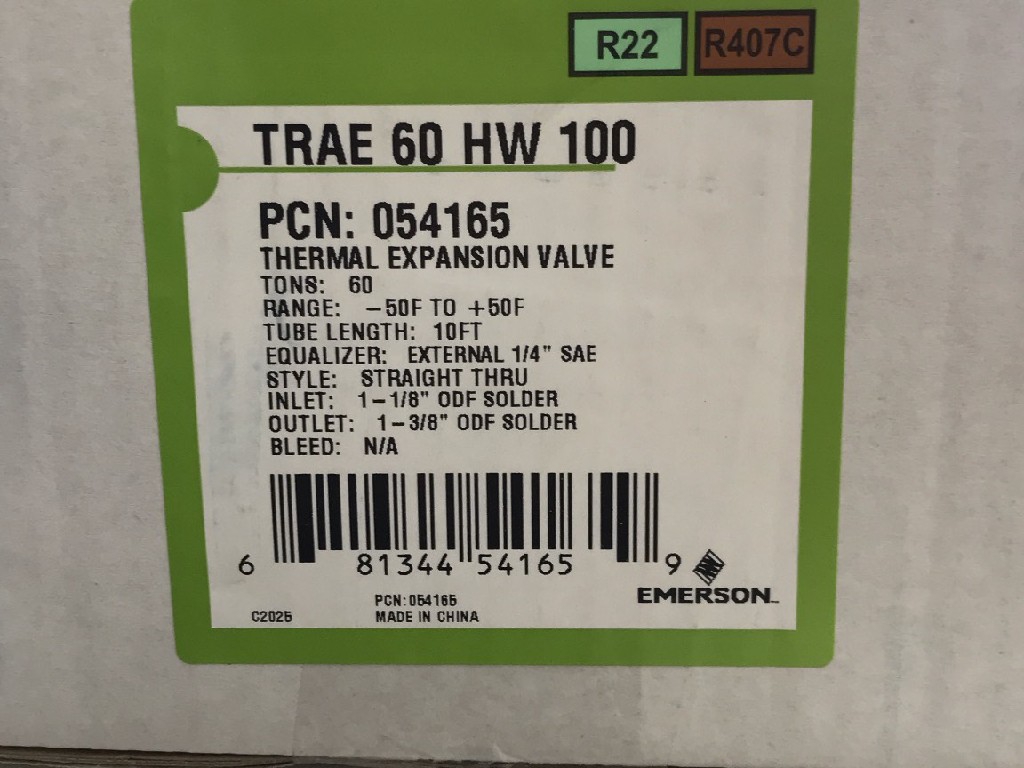 R22 R407C
TRAE 60 HW 100
PCN: 054165
THERMAL EXPANSION VALVE
TONS: 60
RANGE: -50F TO +50F
TUBE LENGTH: 10FT
EQUALIZER: EXTERNAL 1/4" SAE
STYLE: STRAIGHT THRU
INLET: 1-1/8" ODF SOLDER
OUTLET: 1-3/8" ODF SOLDER
BLEED: N/A
6 81344 54165 9
EMERSON
PCN:054165
C2025 MADE IN CHINA